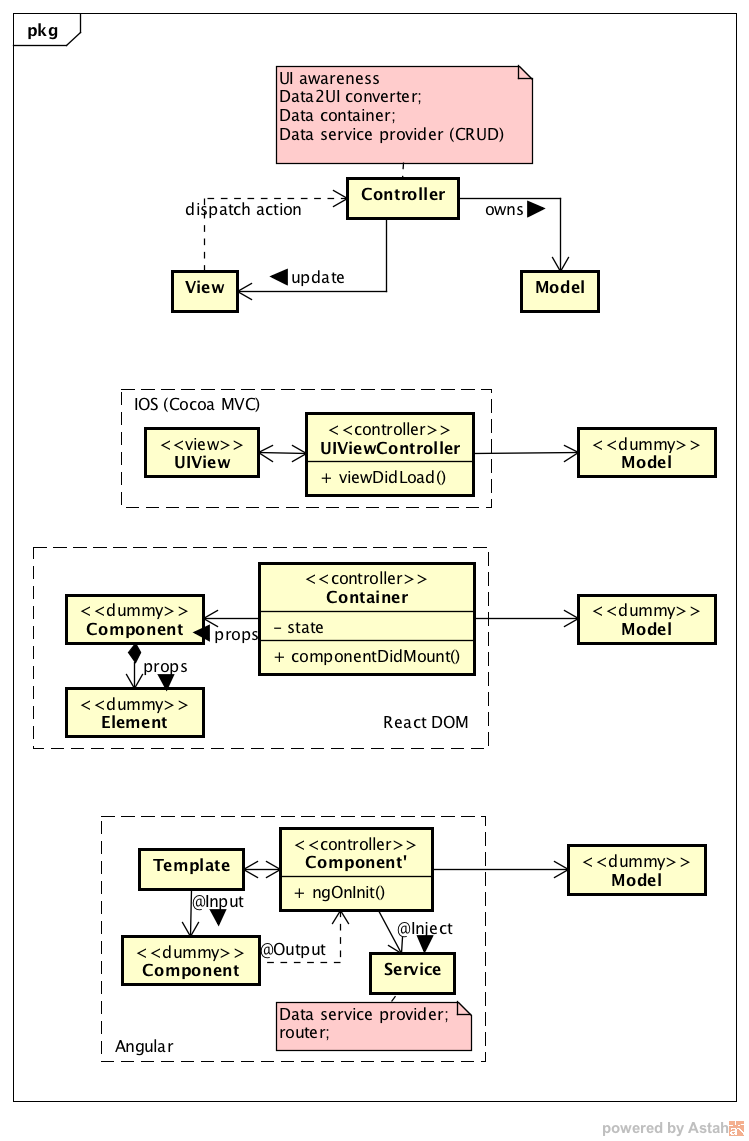 pkg
UI awareness
Data2UI converter;
Data container;
Data service provider (CRUD)
Controller
dispatch action
owns
View
update
Model
IOS (Cocoa MVC)
<<view>>
UIView
<<controller>>
UIViewController
+ viewDidLoad()
<<dummy>>
Model
<<dummy>>
Component
<<controller>>
Container
- state
+ componentDidMount()
props
<<dummy>>
Model
props
<<dummy>>
Element
React DOM
Template
<<controller>>
Component'
+ ngOnInit()
<<dummy>>
Model
@Input
<<dummy>>
Component
@Output
@Inject
Service
Data service provider;
router;
Angular
powered by Astah